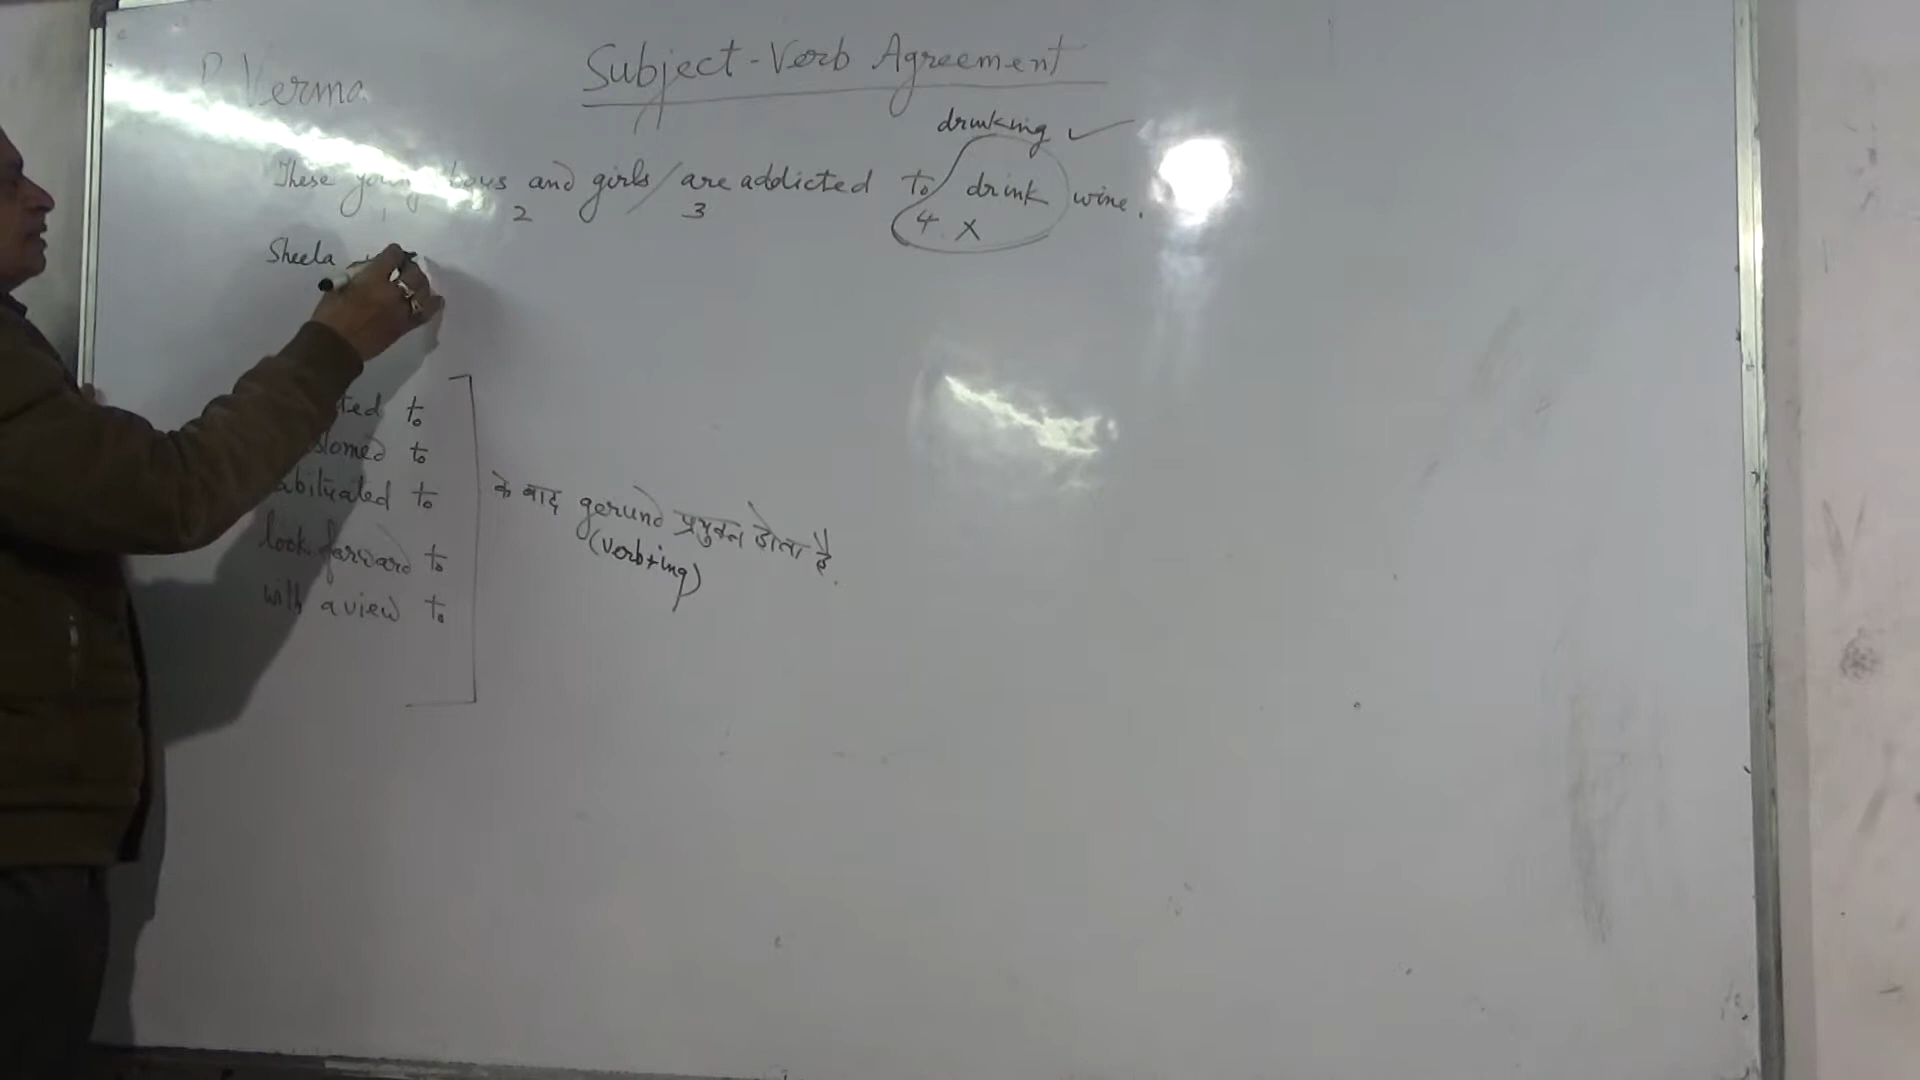 Subject-Verb Agreement
P Verma
drinking ✓
These young boys and girls / are addicted to drink wine.
1 2 3 4. X
Sheela
ted to
stomed to
abituated to
look forward to
with a view to
के बाद gerund प्रयुक्त होता है.
(verb+ing)